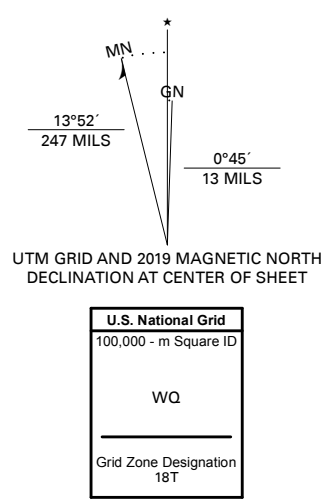 MN
GN
13°52´
247 MILS
0°45´
13 MILS
UTM GRID AND 2019 MAGNETIC NORTH
DECLINATION AT CENTER OF SHEET
U.S. National Grid
100,000 - m Square ID
WQ
Grid Zone Designation
18T